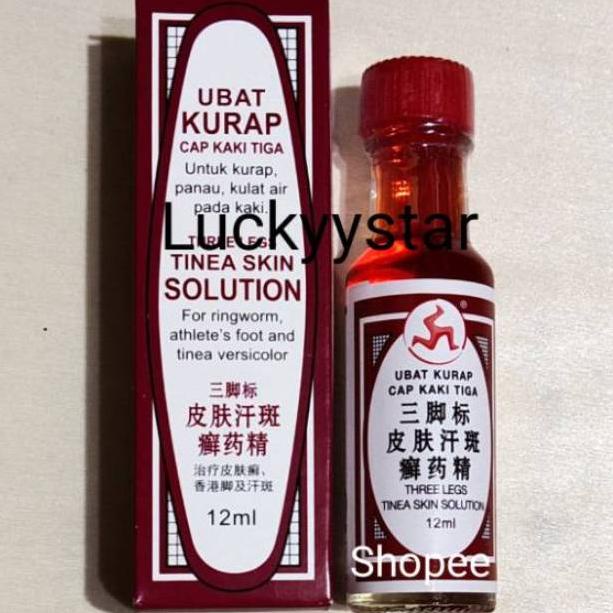 UBAT
KURAP
CAP KAKI TIGA
Untuk kurap,
panau, kulat air
pada kaki.
Luckyystar
THREE LEGS
TINEA SKIN
SOLUTION
For ringworm,
athlete's foot and
tinea versicolor
三脚标
皮肤汗斑
癣药精
治疗皮肤癣、
香港脚及汗斑
12ml
®
UBAT KURAP
CAP KAKI TIGA
三脚标
皮肤汗斑
癣药精
THREE LEGS
TINEA SKIN SOLUTION
12ml
Shopee